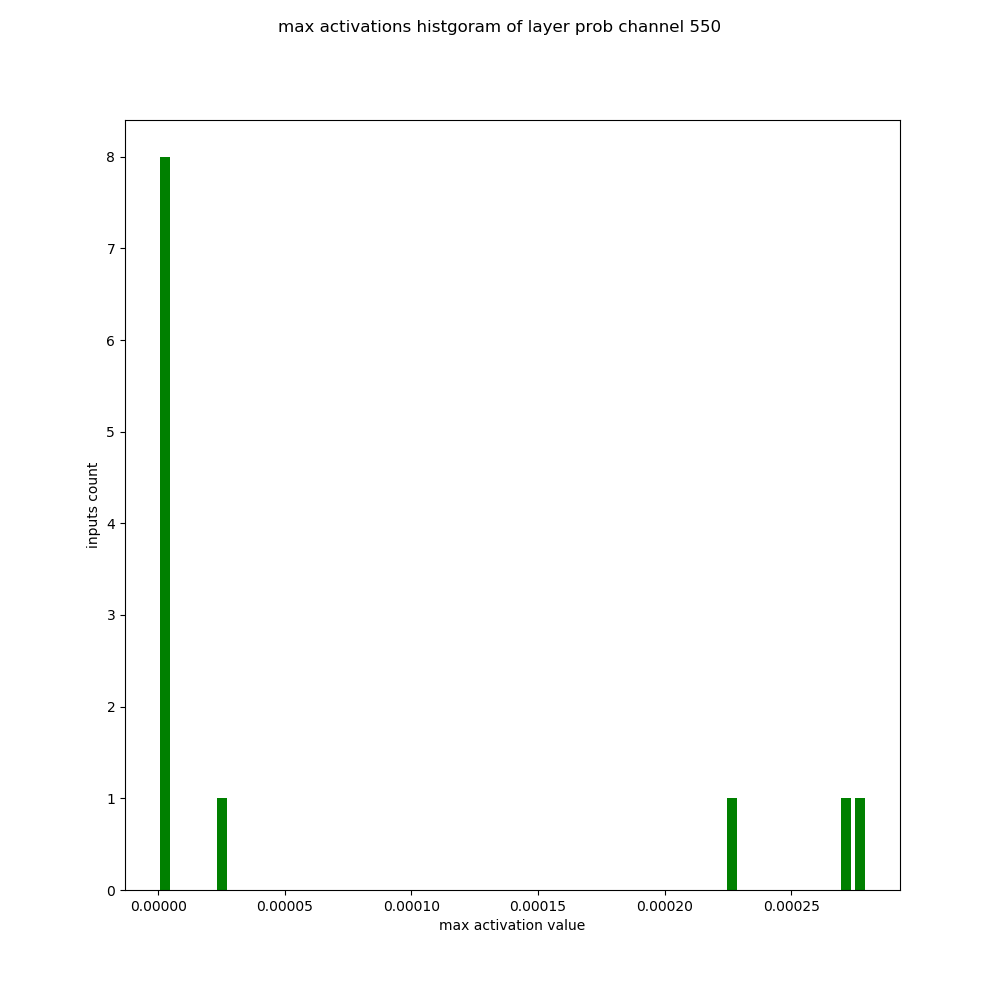 max activations histgoram of layer prob channel 550
8
7
6
5
4
3
2
1
0
inputs count
0.00000 0.00005 0.00010 0.00015 0.00020 0.00025
max activation value